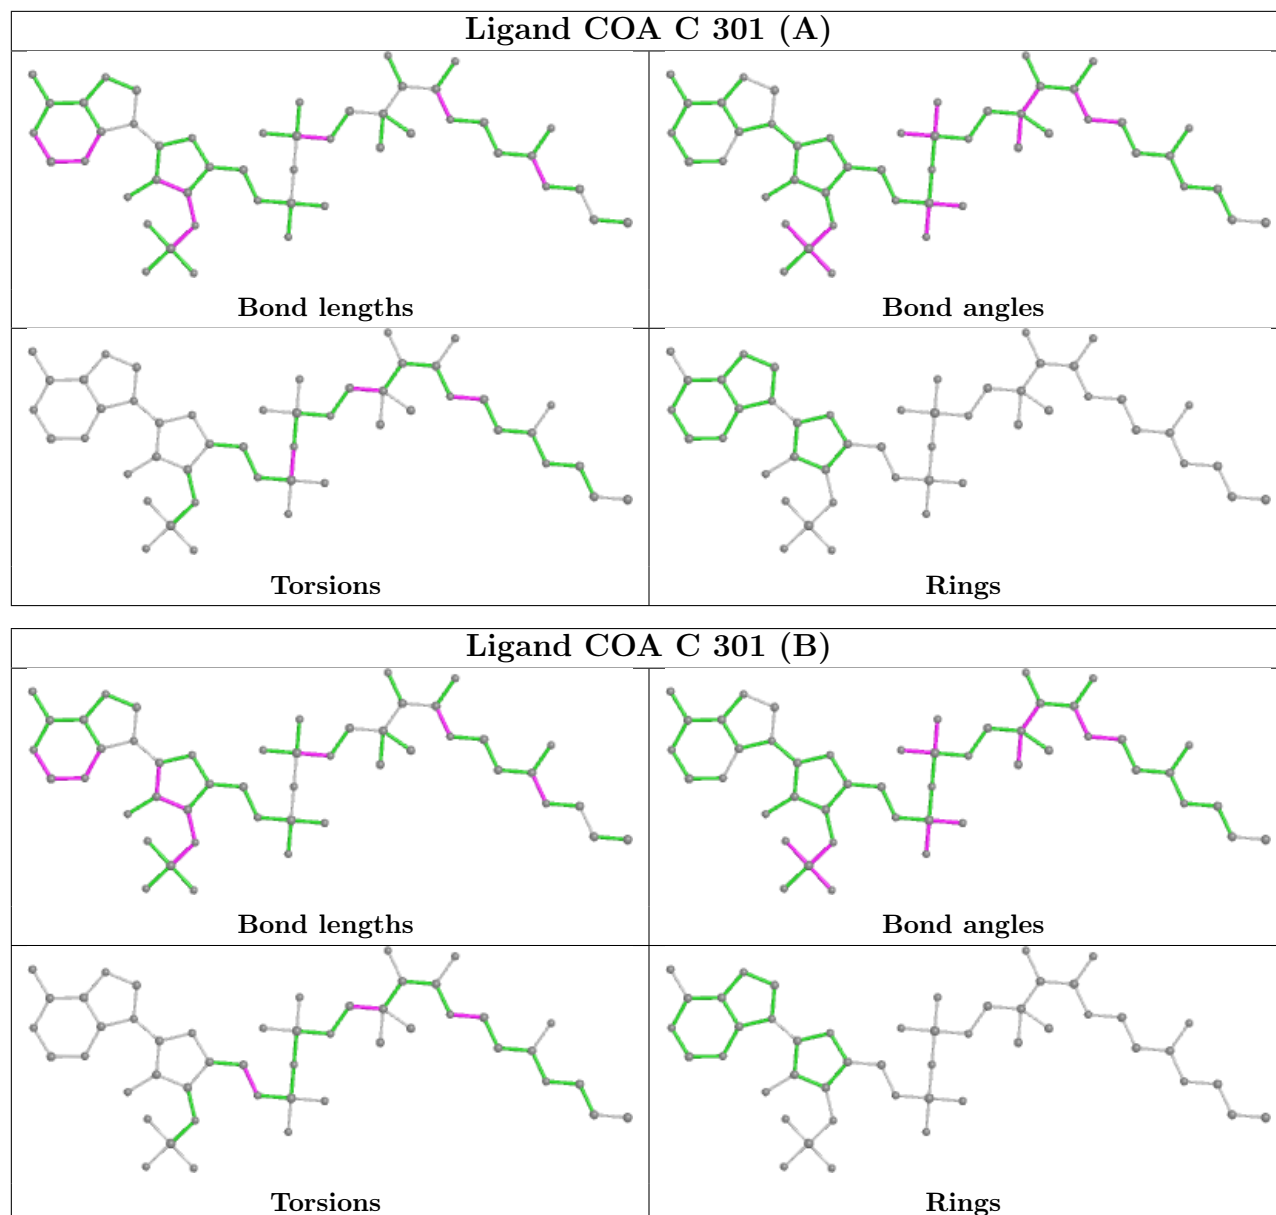 Ligand COA C 301 (A)
Bond lengths
Bond angles
Torsions
Rings
Ligand COA C 301 (B)
Bond lengths
Bond angles
Torsions
Rings